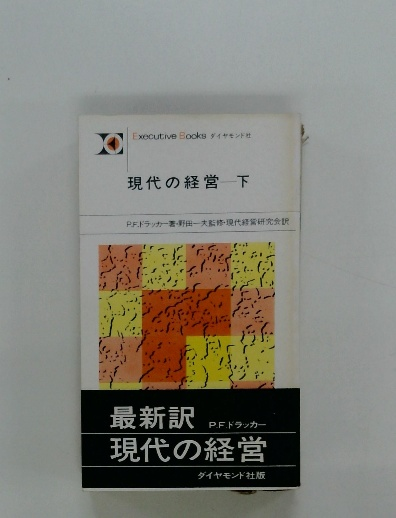 Executive Books ダイヤモンド社
現代の経営—下
P.F.ドラッカー著・野田一夫監修・現代経営研究会訳
最新訳 P.F.ドラッカー
現代の経営
ダイヤモンド社版